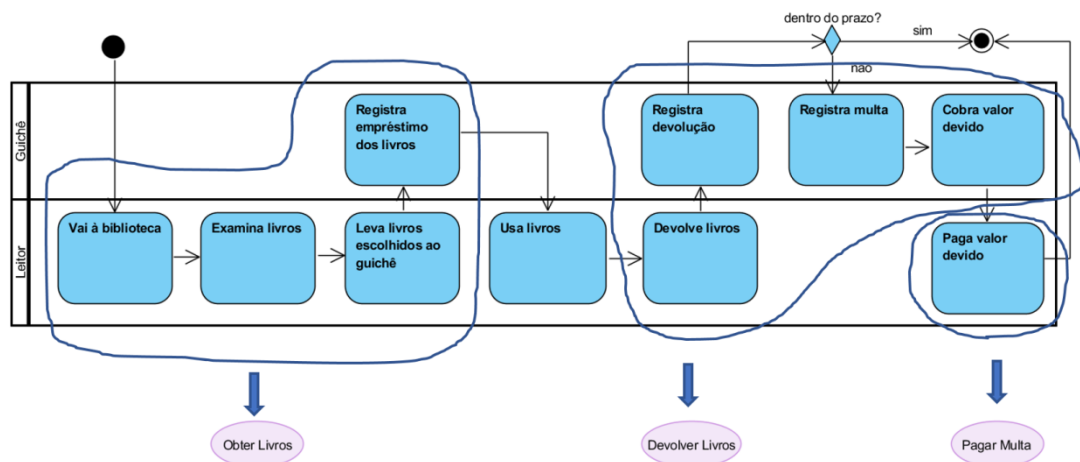 dentro do prazo?
sim
nao
Guichê
Registra
empréstimo
dos livros
Registra
devolução
Registra multa
Cobra valor
devido
Leitor
Vai à biblioteca
Examina livros
Leva livros
escolhidos ao
guichê
Usa livros
Devolve livros
Paga valor
devido
Obter Livros
Devolver Livros
Pagar Multa